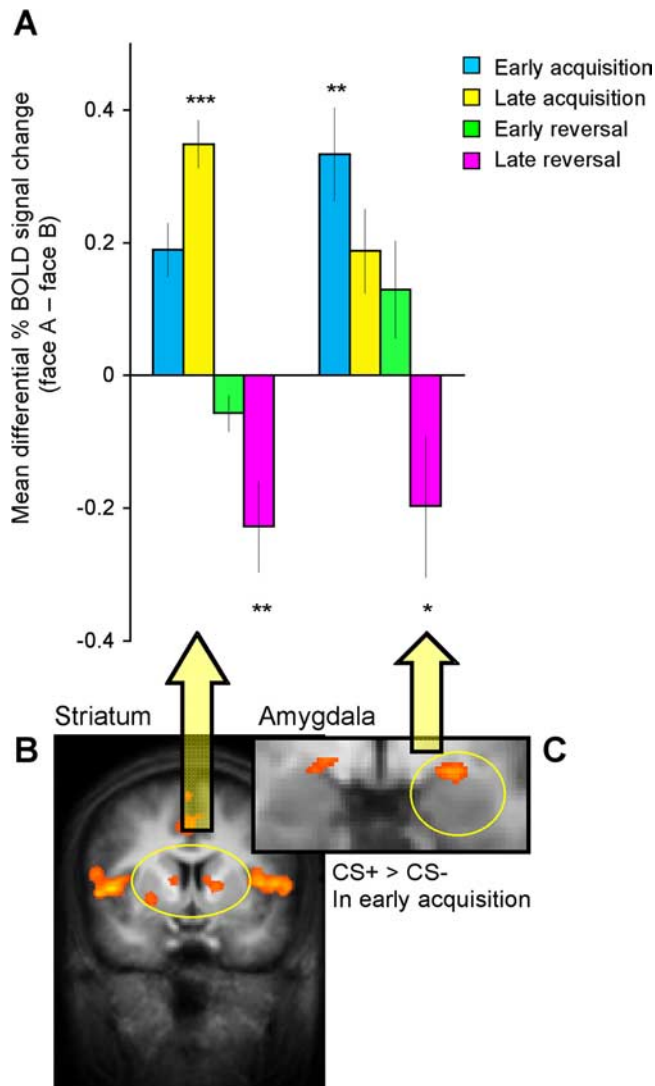 A
Early acquisition
Late acquisition
Early reversal
Late reversal
Mean differential % BOLD signal change
(face A – face B)
0.4
0.2
0
-0.2
-0.4
***
**
**
*
Striatum
Amygdala
B
C
CS+ > CS-
In early acquisition